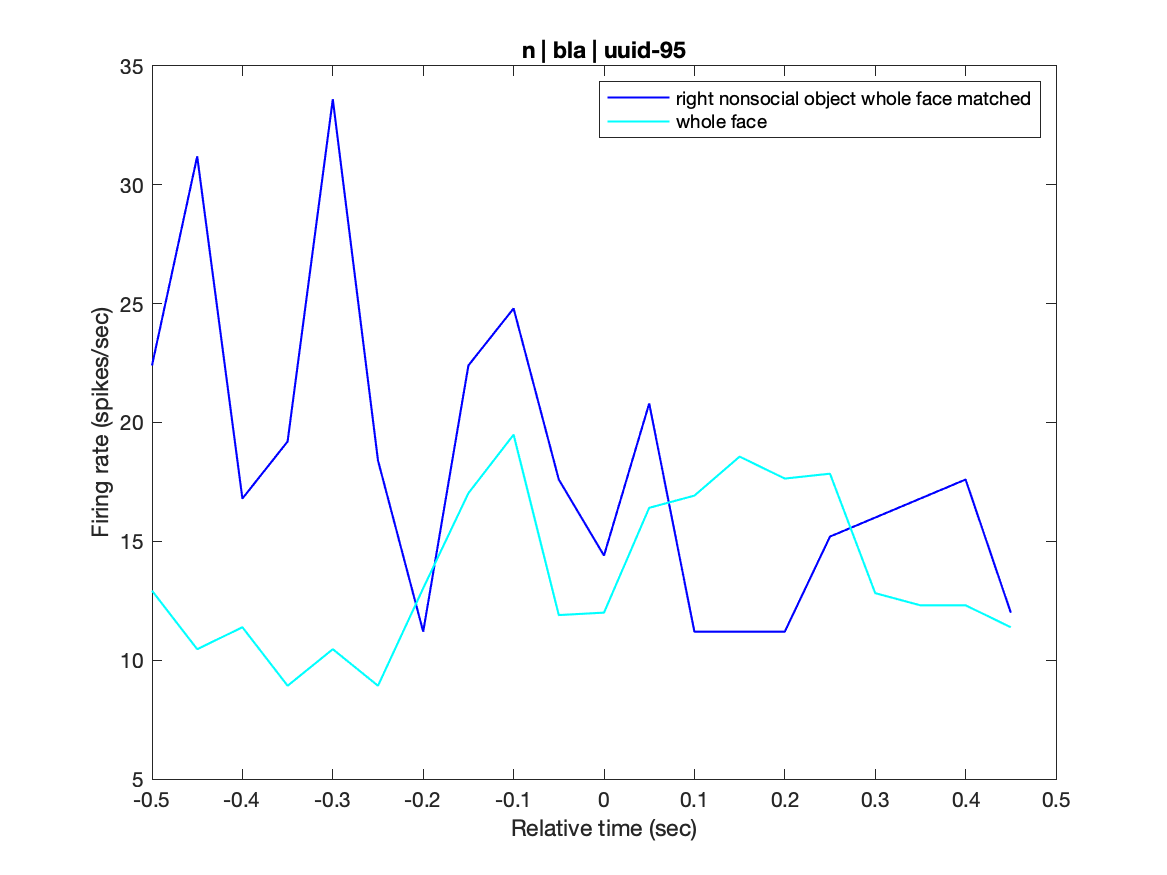 n | bla | uuid-95
right nonsocial object whole face matched
whole face
Firing rate (spikes/sec)
35
30
25
20
15
10
5
-0.5 -0.4 -0.3 -0.2 -0.1 0 0.1 0.2 0.3 0.4 0.5
Relative time (sec)